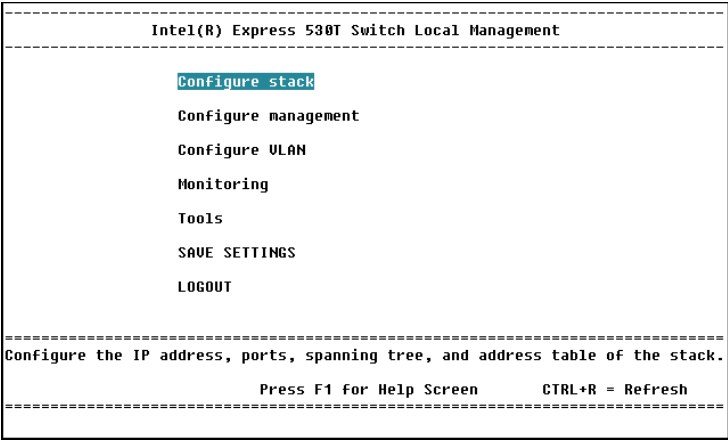 Intel(R) Express 530T Switch Local Management
Configure stack
Configure management
Configure VLAN
Monitoring
Tools
SAVE SETTINGS
LOGOUT
Configure the IP address, ports, spanning tree, and address table of the stack.
Press F1 for Help Screen CTRL+R = Refresh